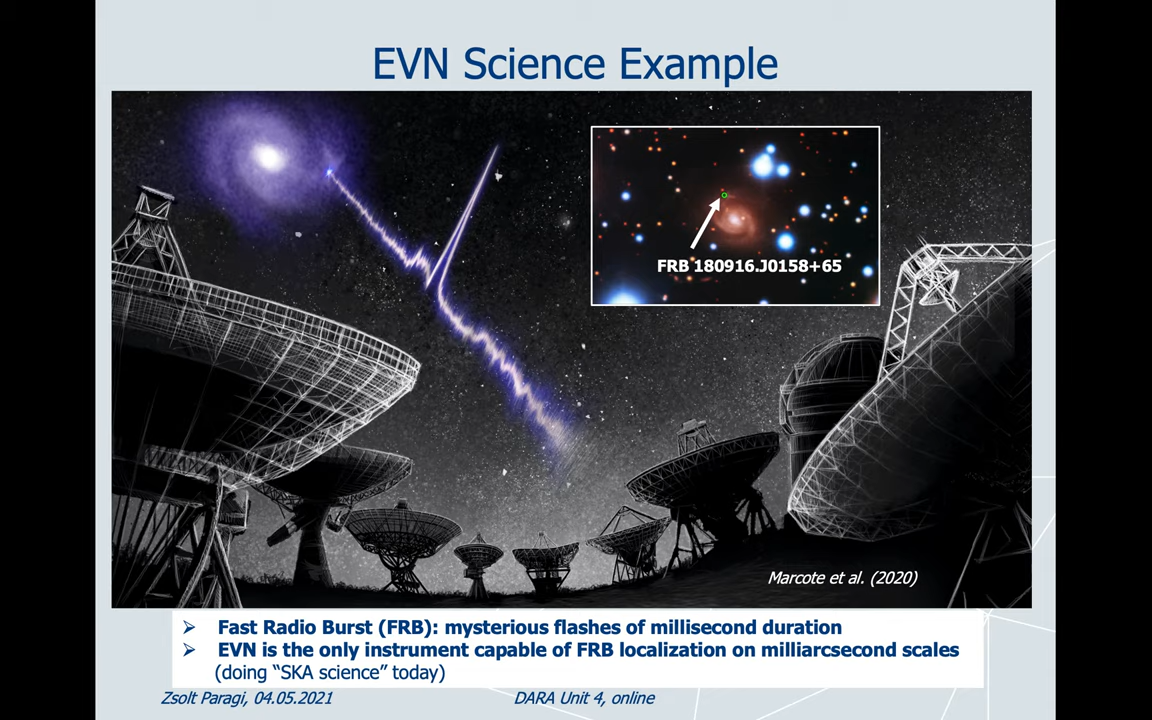 EVN Science Example
FRB 180916.J0158+65
Marcote et al. (2020)
➢ Fast Radio Burst (FRB): mysterious flashes of millisecond duration
➢ EVN is the only instrument capable of FRB localization on milliarcsecond scales
(doing “SKA science” today)
Zsolt Paragi, 04.05.2021
DARA Unit 4, online